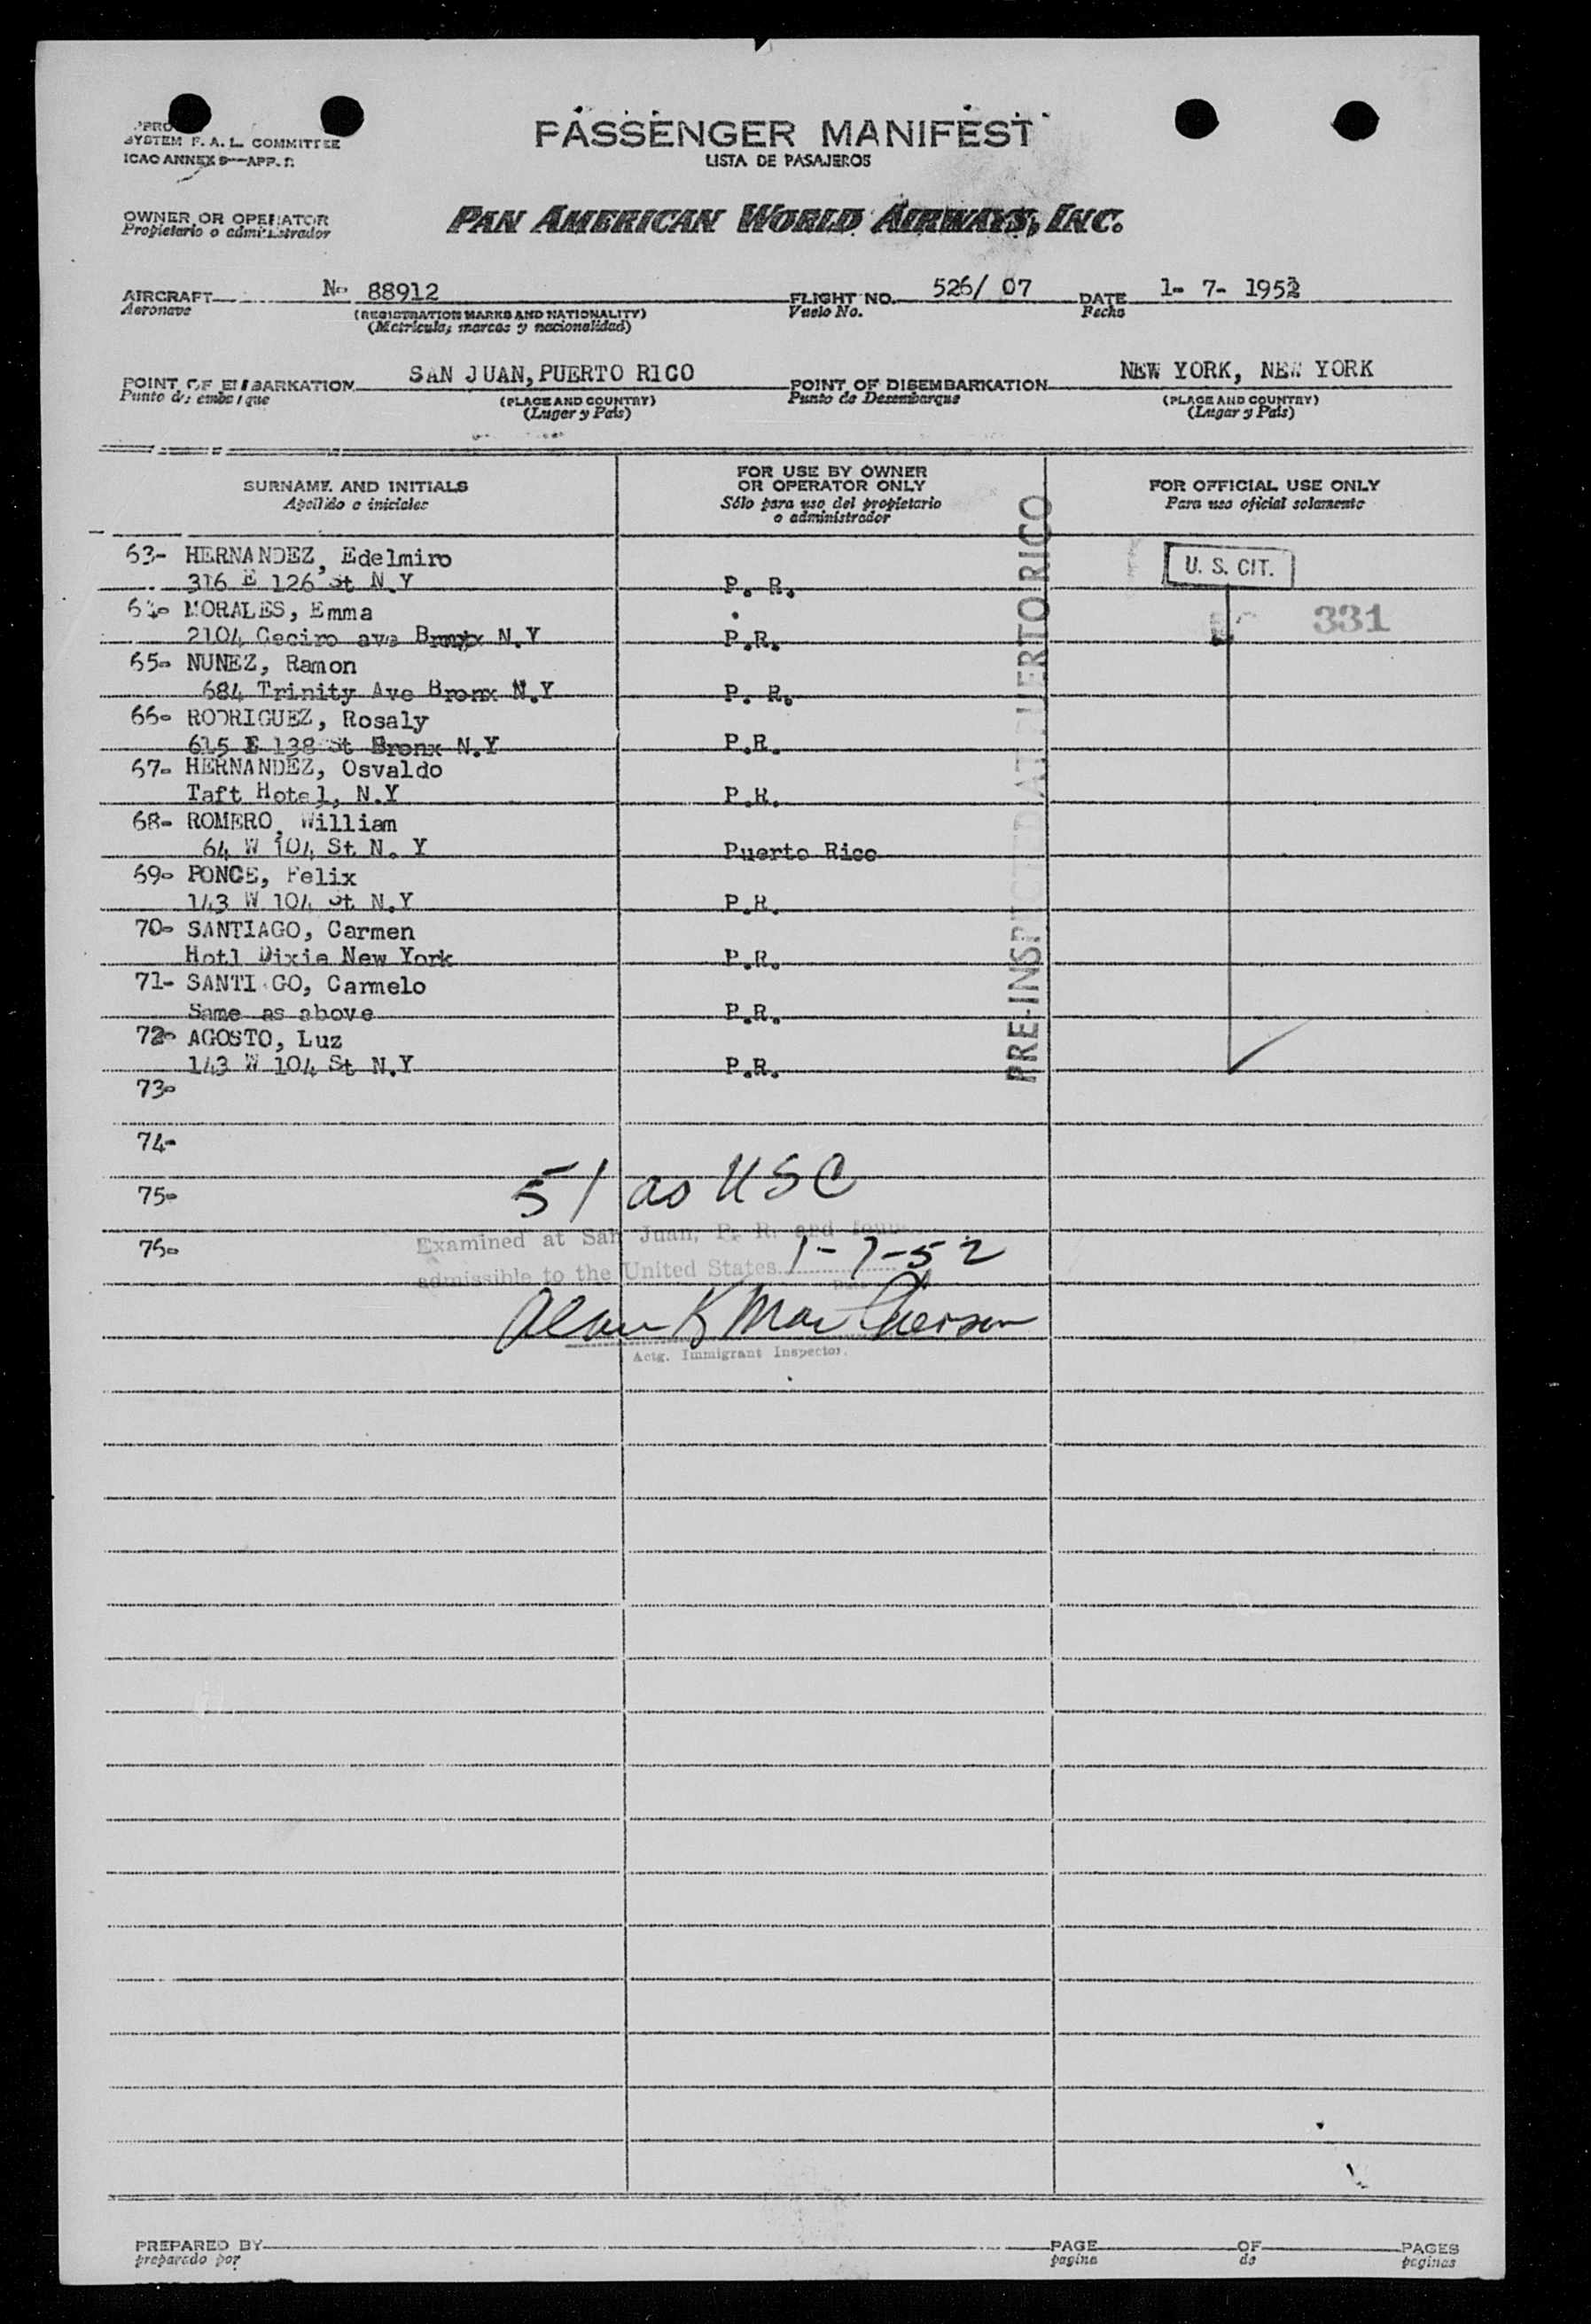 SYSTEM F. A. L. COMMITTEE
ICAO ANNEX 9—APP.
PASSENGER MANIFEST
LISTA DE PASAJEROS
OWNER OR OPERATOR
Propietario o administrador
PAN AMERICAN WORLD AIRWAYS, INC.
AIRCRAFT N- 88912 FLIGHT NO. 526/ 07 DATE 1- 7- 1952
Aeronave (REGISTRATION MARKS AND NATIONALITY) Vuelo No. Fecha
(Matrícula, marcas y nacionalidad)
POINT OF EMBARKATION SAN JUAN, PUERTO RICO POINT OF DISEMBARKATION NEW YORK, NEW YORK
Punto de embarque (PLACE AND COUNTRY) Punto de Desembarque (PLACE AND COUNTRY)
(Lugar y País) (Lugar y País)
SURNAME AND INITIALS
Apellido e iniciales
FOR USE BY OWNER
OR OPERATOR ONLY
Sólo para uso del propietario
o administrador
FOR OFFICIAL USE ONLY
Para uso oficial solamente
63- HERNANDEZ, Edelmiro
316 E 126 St N.Y P. R.
U. S. CIT.
64- MORALES, Emma
331
2104 Ave Bronx N.Y P.R.
65- NUNEZ, Ramon
684 Trinity Ave Bronx N.Y P. R.
66- RODRIGUEZ, Rosaly
615 E 138 St Bronx N.Y P.R.
67- HERNANDEZ, Osvaldo
Taft Hotel, N.Y P.R.
68- ROMERO, William
64 W 104 St N. Y Puerto Rico
69- PONCE, Felix
143 W 104 St N.Y P.R.
70- SANTIAGO, Carmen
Hotl Dixie New York P.R.
71- SANTI GO, Carmelo
Same as above P.R.
72- AGOSTO, Luz
143 W 104 St N.Y P.R.
PRE-INSPECTED AT PUERTO RICO
73-
74-
75-
51 as USC
76-
Examined at San Juan, P. R. and found
admissible to the United States 1-7-52
Alan K MacPherson
Actg. Immigrant Inspector.
PREPARED BY PAGE OF PAGES
preparado por página de páginas